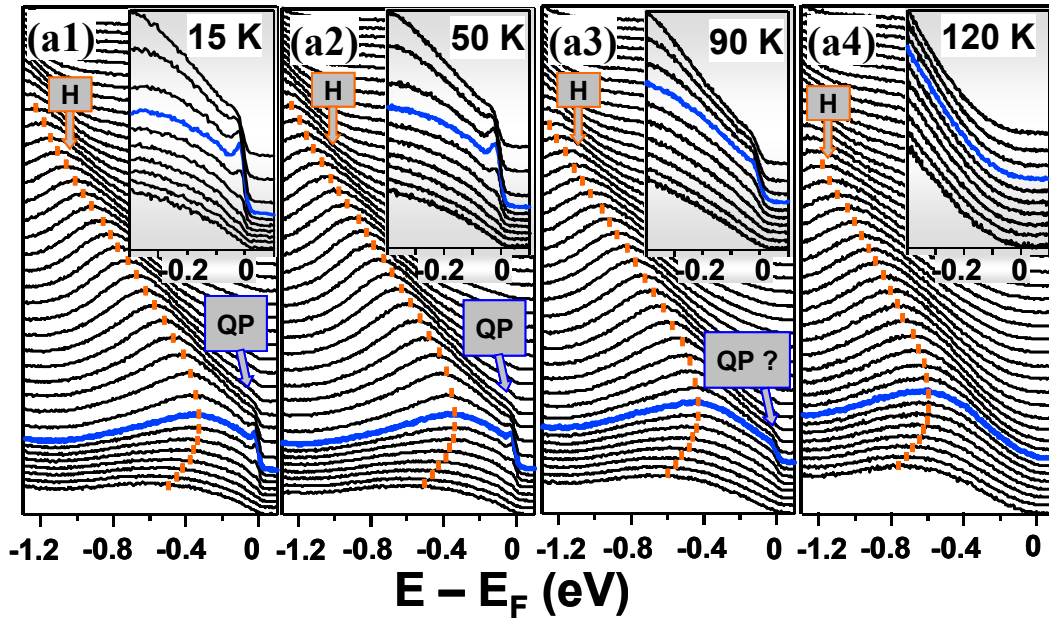 (a1) 15 K
H
-0.2 0
QP
(a2) 50 K
H
-0.2 0
QP
(a3) 90 K
H
-0.2 0
QP ?
(a4) 120 K
H
-0.2 0
-1.2 -0.8 -0.4 0 -1.2 -0.8 -0.4 0 -1.2 -0.8 -0.4 0 -1.2 -0.8 -0.4 0
E – EF (eV)